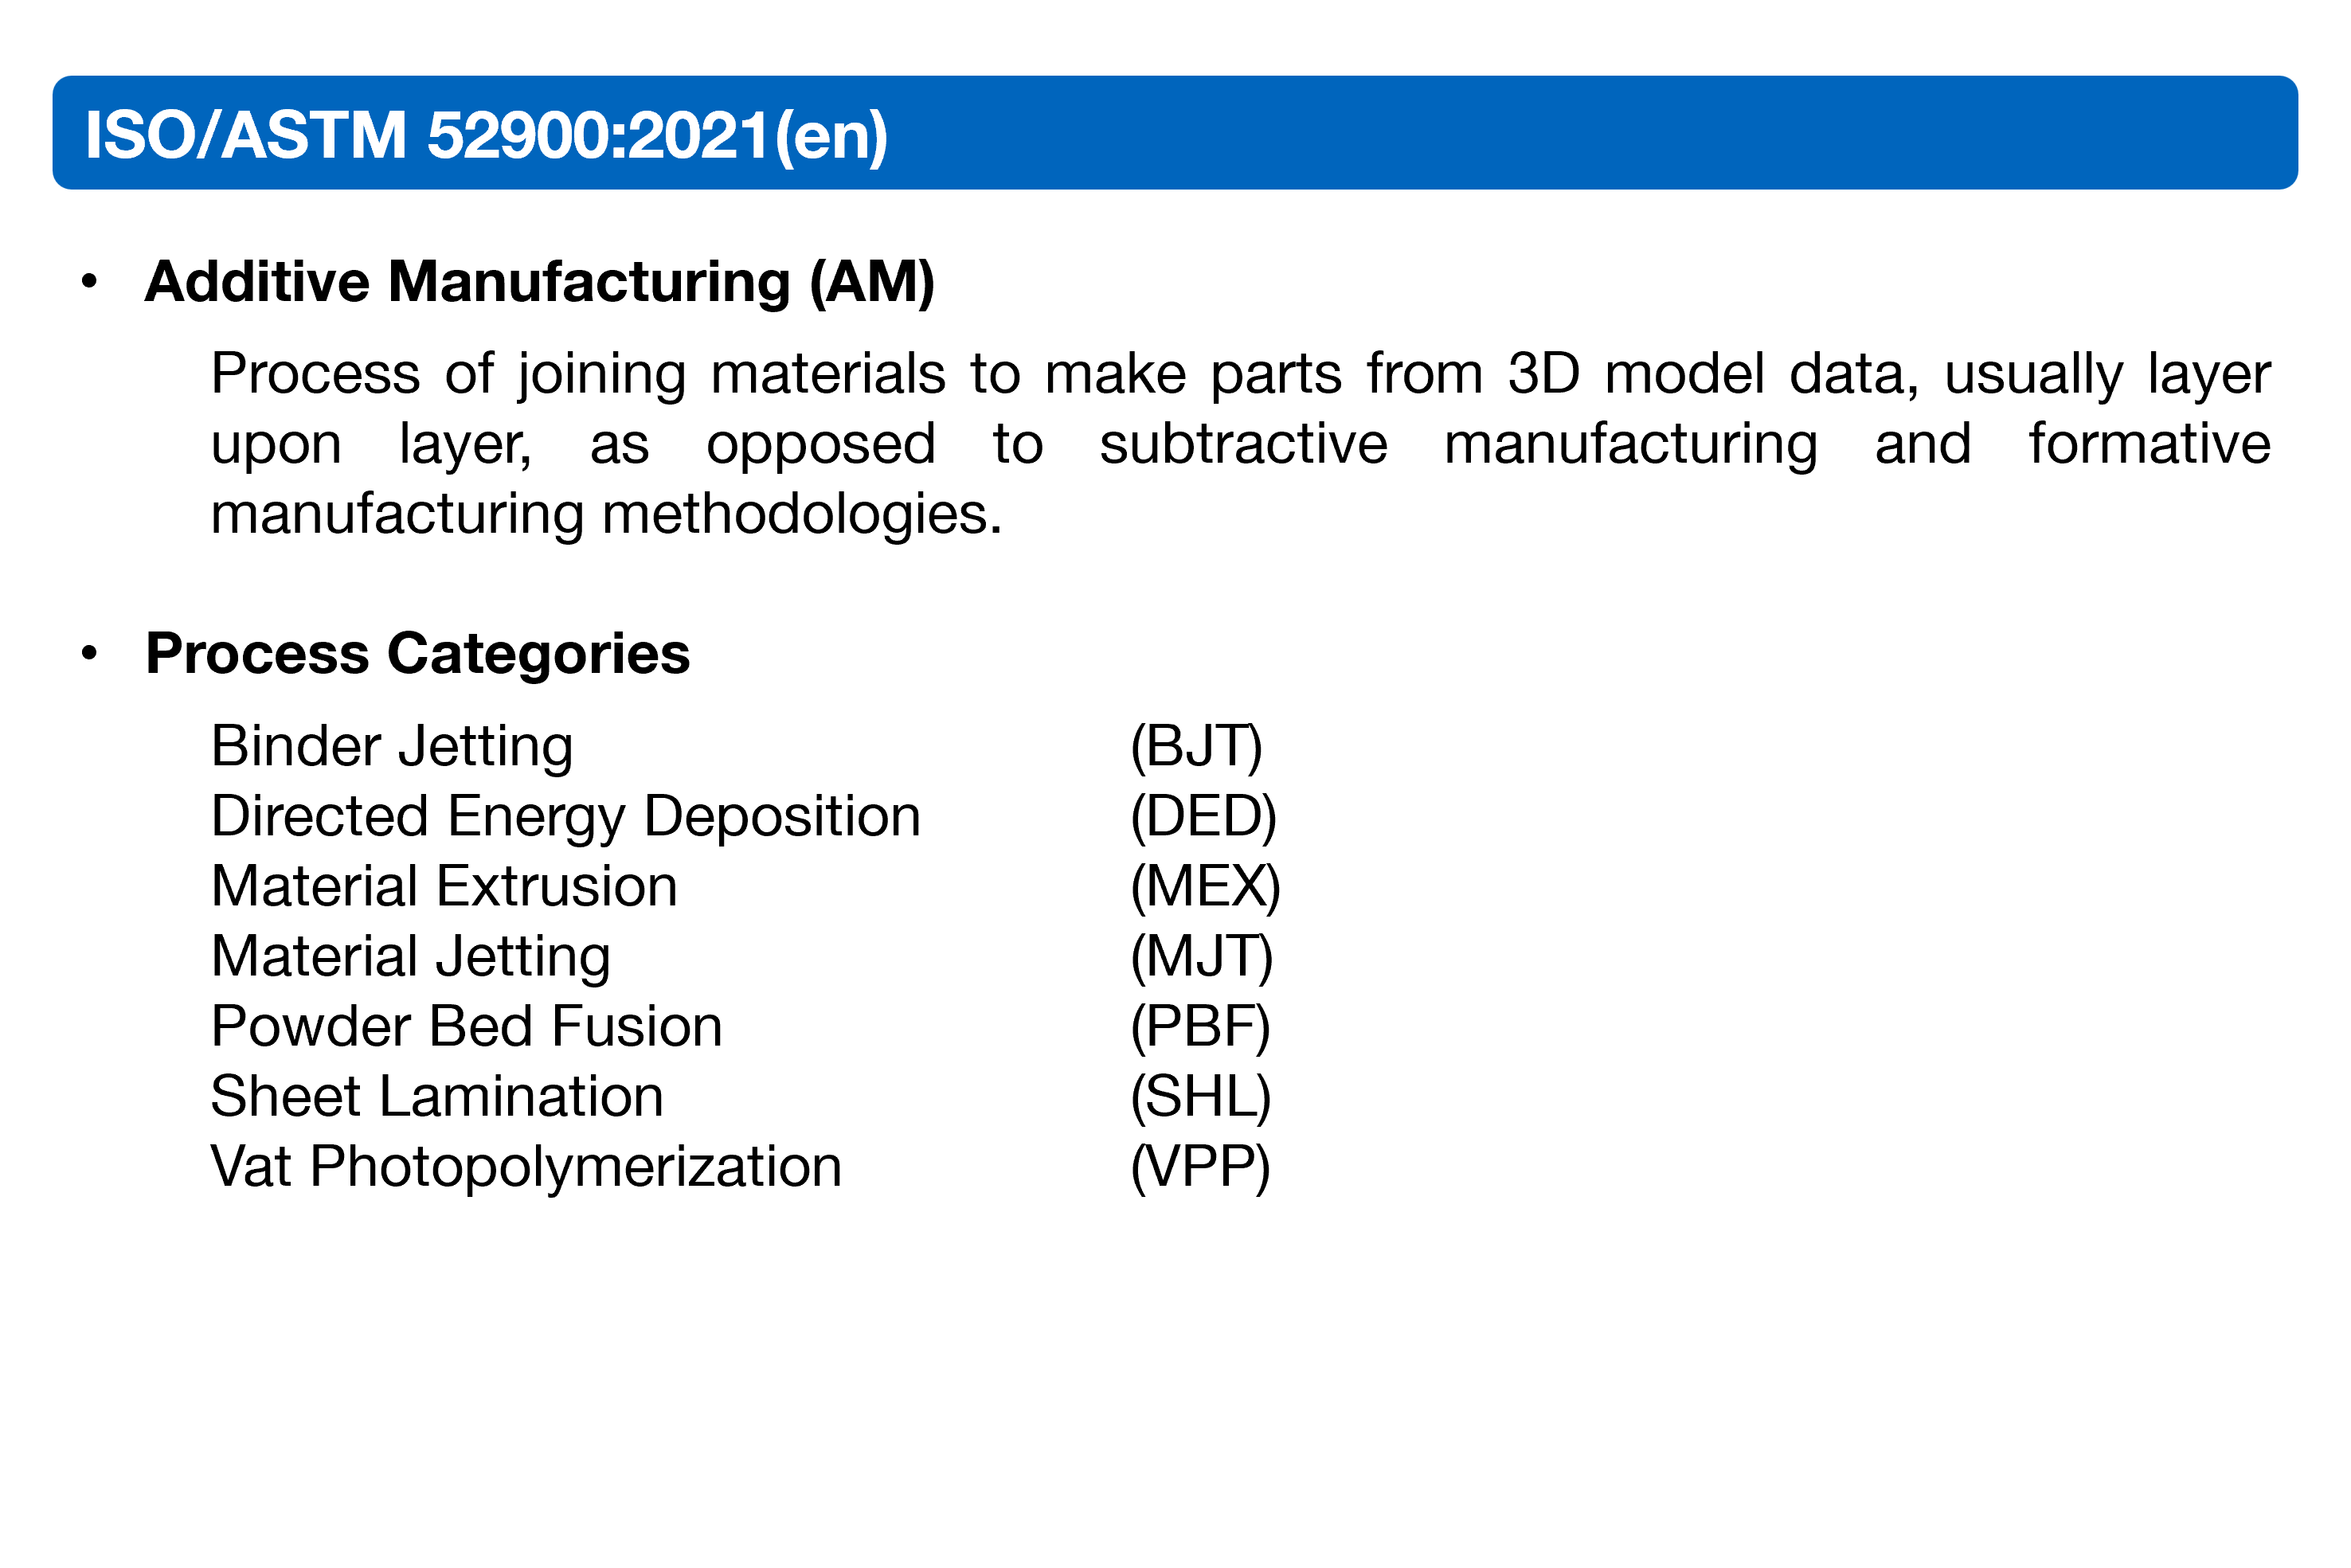 ISO/ASTM 52900:2021(en)
• Additive Manufacturing (AM)
Process of joining materials to make parts from 3D model data, usually layer
upon layer, as opposed to subtractive manufacturing and formative
manufacturing methodologies.
• Process Categories
Binder Jetting (BJT)
Directed Energy Deposition (DED)
Material Extrusion (MEX)
Material Jetting (MJT)
Powder Bed Fusion (PBF)
Sheet Lamination (SHL)
Vat Photopolymerization (VPP)